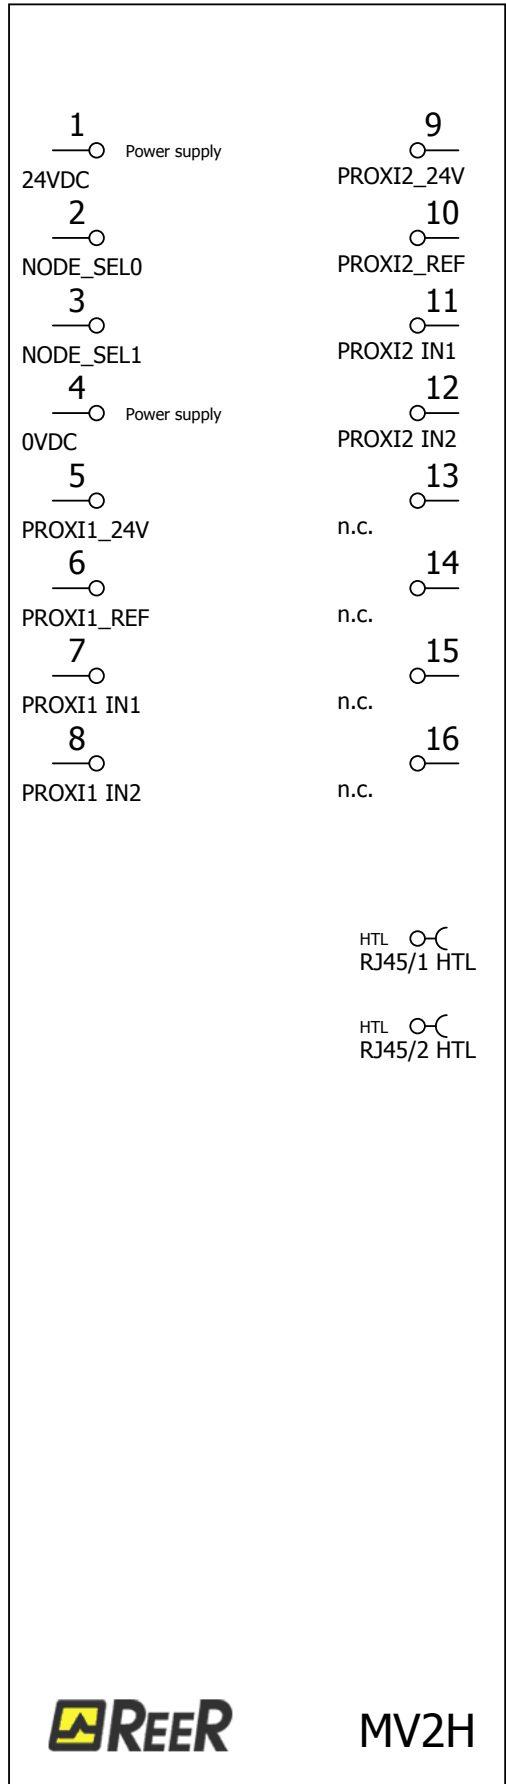 1
Power supply
24VDC
2
NODE_SEL0
3
NODE_SEL1
4
Power supply
0VDC
5
PROXI1_24V
6
PROXI1_REF
7
PROXI1 IN1
8
PROXI1 IN2
9
PROXI2_24V
10
PROXI2_REF
11
PROXI2 IN1
12
PROXI2 IN2
13
n.c.
14
n.c.
15
n.c.
16
n.c.
HTL
RJ45/1 HTL
HTL
RJ45/2 HTL
REER
MV2H